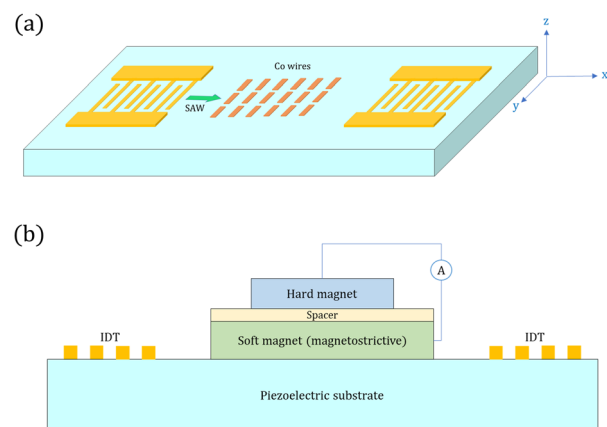 (a)
z
Co wires
x
SAW
y
(b)
A
Hard magnet
Spacer
IDT
IDT
Soft magnet (magnetostrictive)
Piezoelectric substrate